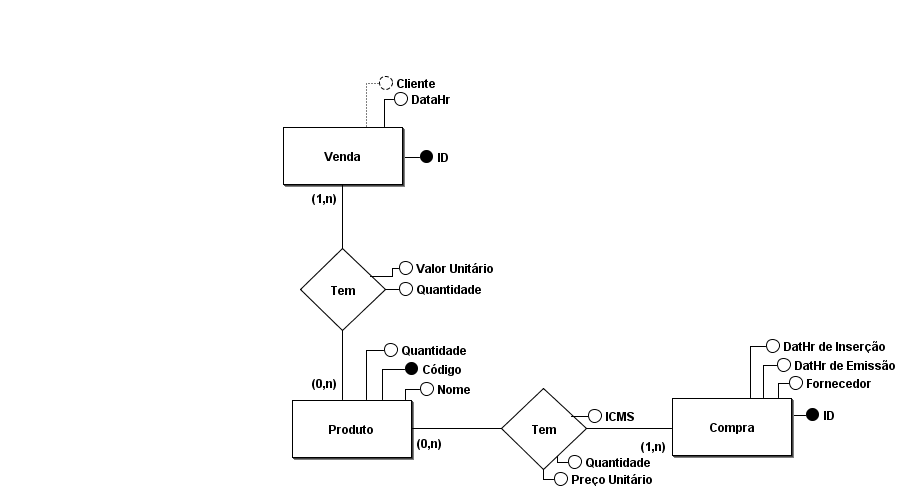 Cliente
DataHr
Venda
ID
(1,n)
Valor Unitário
Tem
Quantidade
(0,n)
Quantidade
Código
Nome
Produto
(0,n)
DatHr de Inserção
DatHr de Emissão
Fornecedor
ICMS
ID
Tem
Compra
(1,n)
Quantidade
Preço Unitário